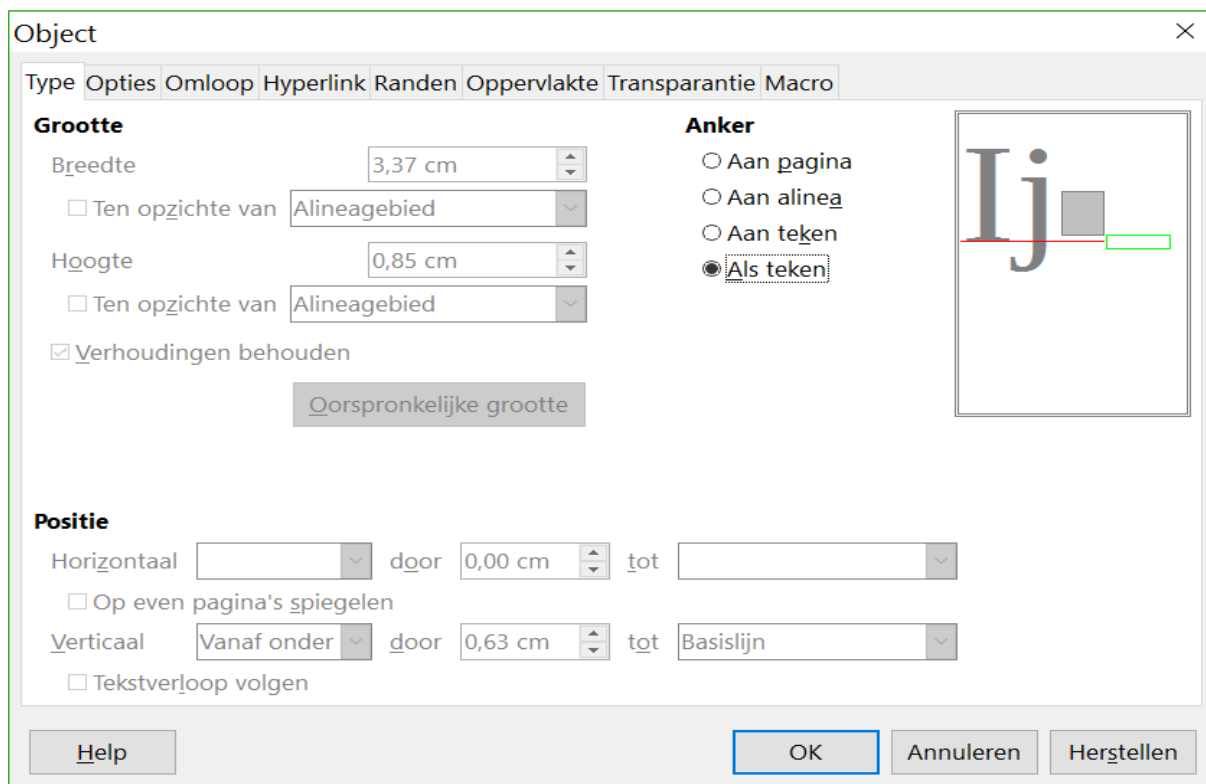 Object
Type Opties Omloop Hyperlink Randen Oppervlakte Transparantie Macro
Grootte
Breedte 3,37 cm
Ten opzichte van Alineagebied
Hoogte 0,85 cm
Ten opzichte van Alineagebied
Verhoudingen behouden
Oorspronkelijke grootte
Anker
Aan pagina
Aan alinea
Aan teken
Als teken
Ij
Positie
Horizontaal door 0,00 cm tot
Op even pagina's spiegelen
Verticaal Vanaf onder door 0,63 cm tot Basislijn
Tekstverloop volgen
Help OK Annuleren Herstellen